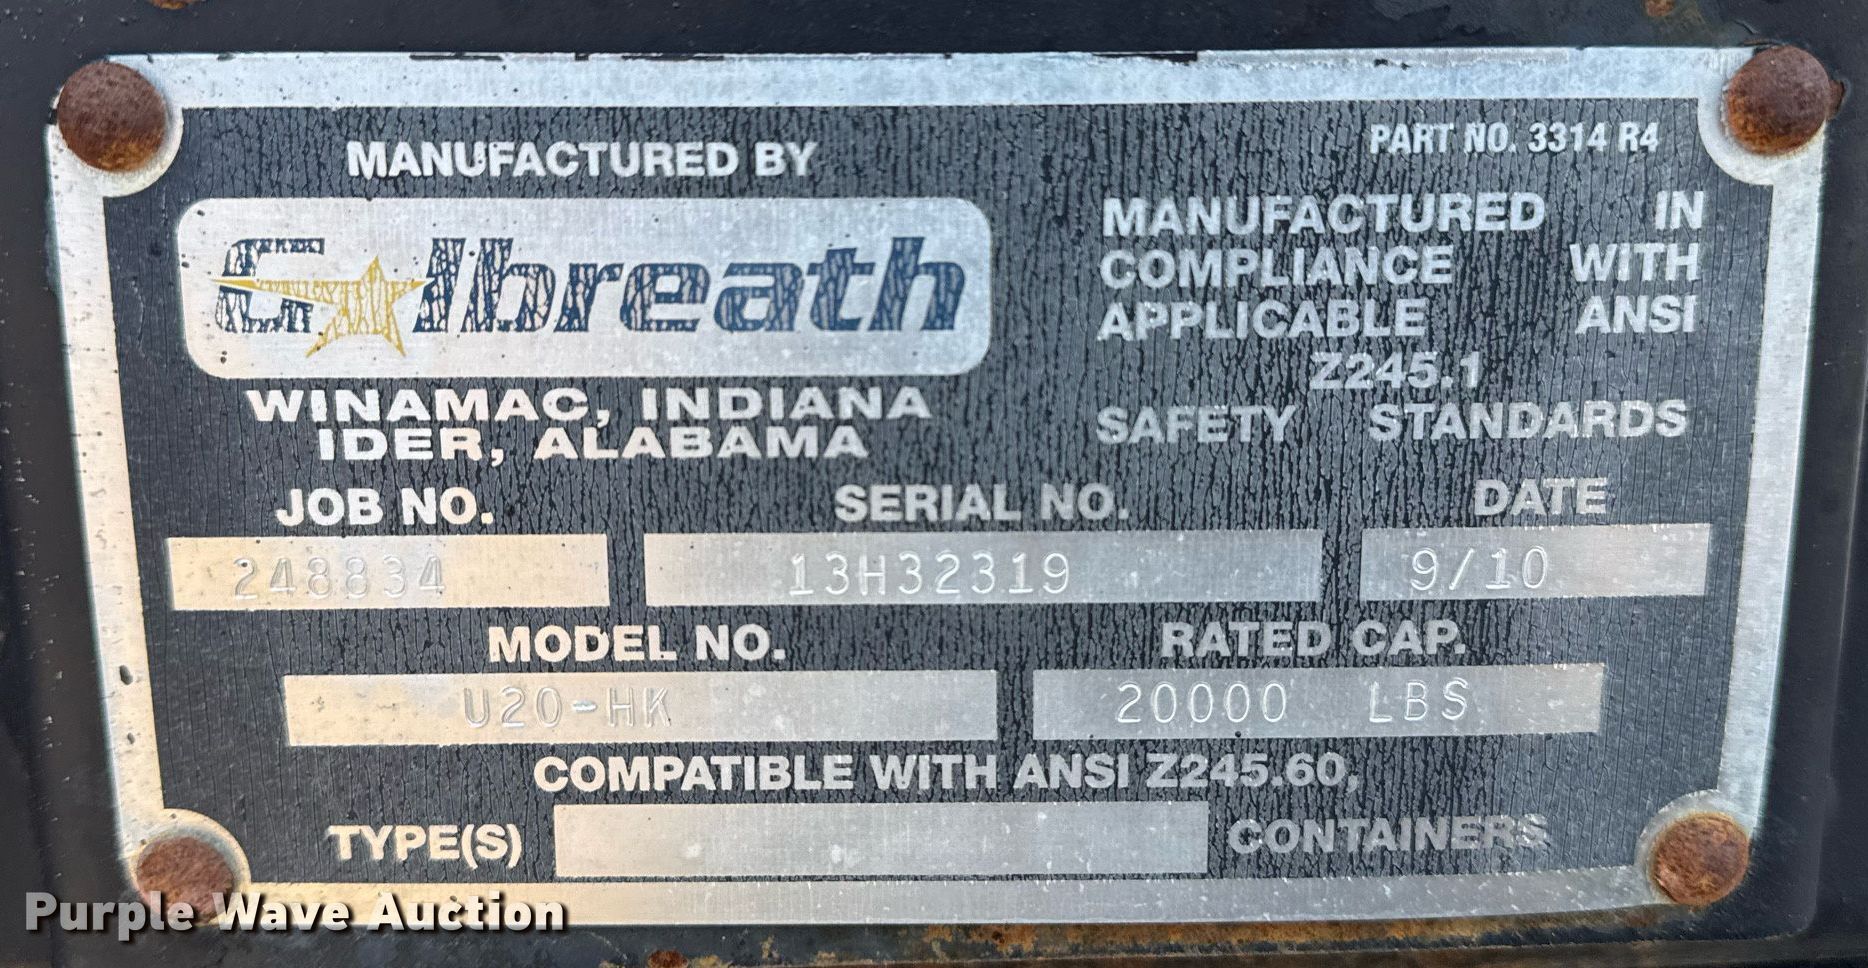 MANUFACTURED BY
Galbreath
WINAMAC, INDIANA
IDER, ALABAMA
PART NO. 3314 R4
MANUFACTURED IN
COMPLIANCE WITH
APPLICABLE ANSI
Z245.1
SAFETY STANDARDS
JOB NO. SERIAL NO. DATE
248834 13H32319 9/10
MODEL NO. RATED CAP.
U20-HK 20000 LBS
COMPATIBLE WITH ANSI Z245.60,
TYPE(S) CONTAINERS
Purple Wave Auction